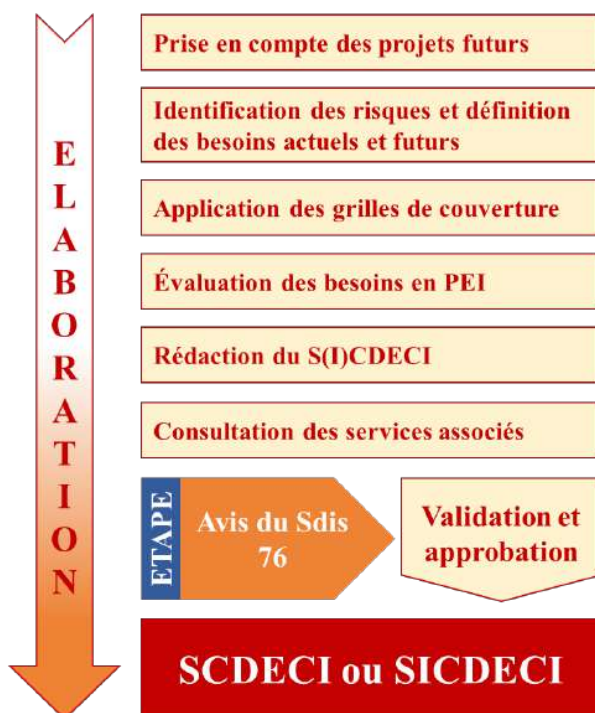 ELABORATION
Prise en compte des projets futurs
Identification des risques et définition
des besoins actuels et futurs
Application des grilles de couverture
Évaluation des besoins en PEI
Rédaction du S(I)CDECI
Consultation des services associés
ETAPE
Avis du Sdis
76
Validation et
approbation
SCDECI ou SICDECI